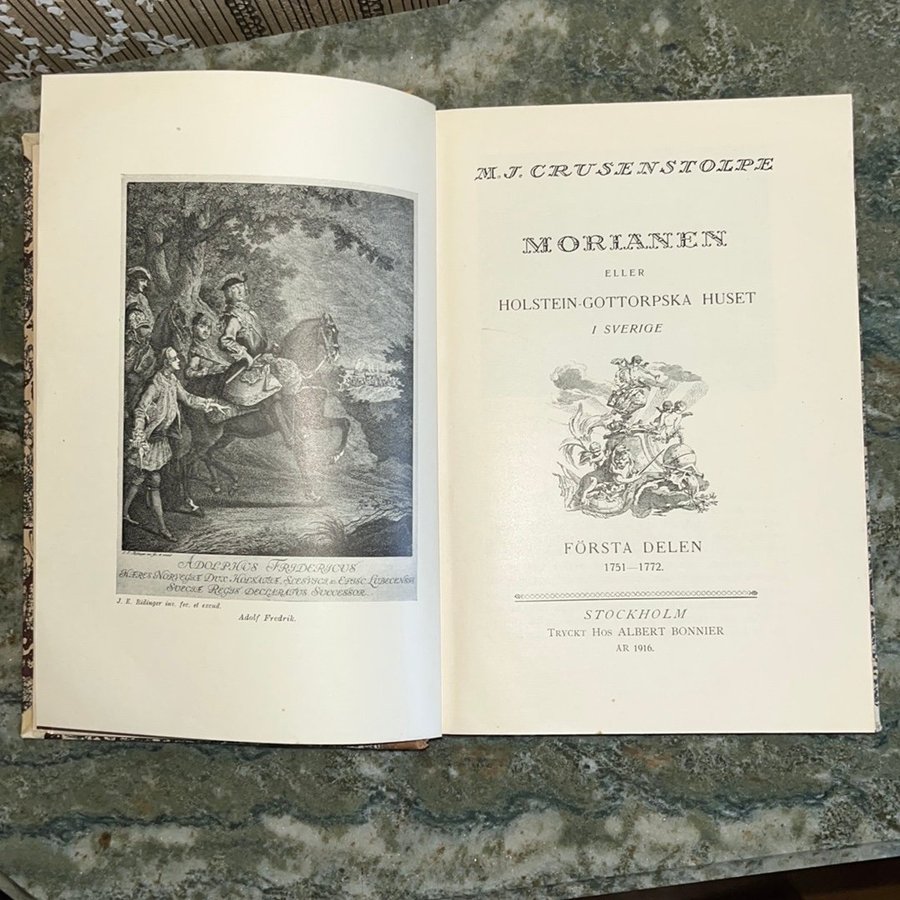 ADOLPHUS FRIDERICUS
HÆRES NORVEGIÆ DUX HOLSATIÆ, SLESVICI, & EPISC. LUBECENSIS
SUECIÆ REGIS DECLARATUS SUCCESSOR
J. E. Ridinger inv. fec. et excud.
Adolf Fredrik.
M. J. CRUSENSTOLPE
MORIANEN
ELLER
HOLSTEIN-GOTTORPSKA HUSET
I SVERIGE
FÖRSTA DELEN
1751—1772.
STOCKHOLM
TRYCKT HOS ALBERT BONNIER
ÅR 1916.